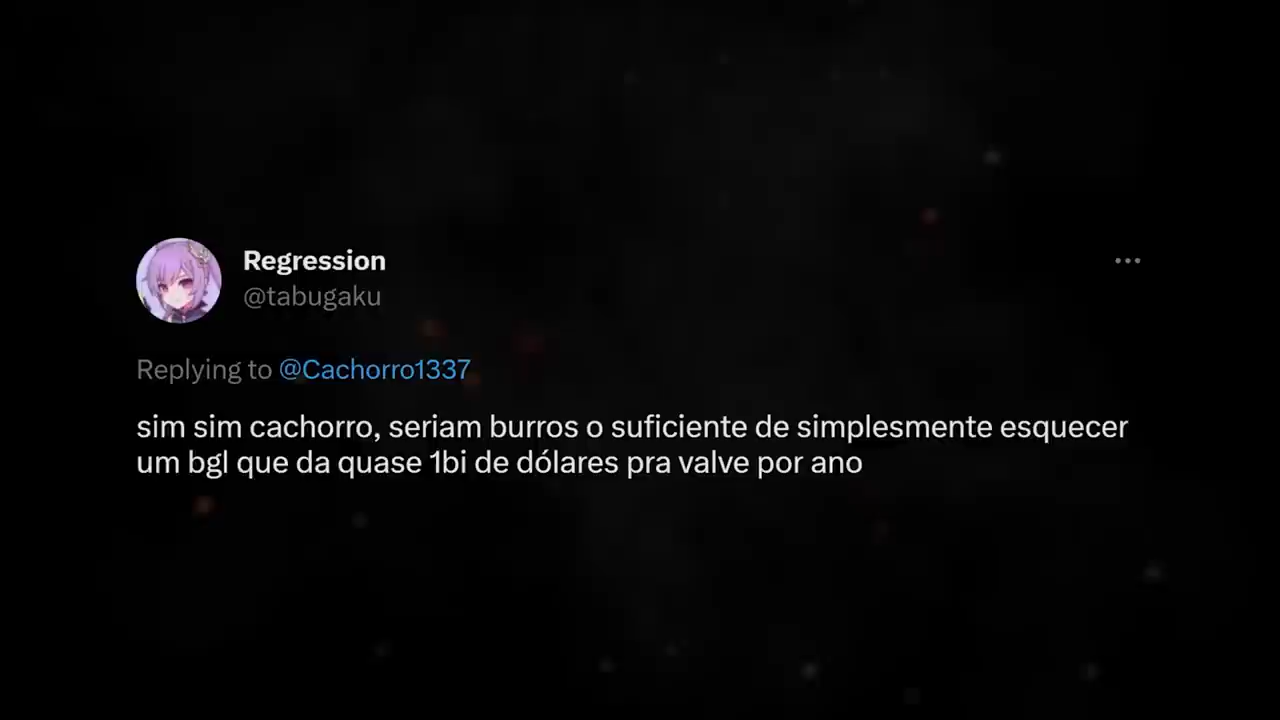 Regression
@tabugaku
Replying to @Cachorro1337
sim sim cachorro, seriam burros o suficiente de simplesmente esquecer
um bgl que da quase 1bi de dólares pra valve por ano